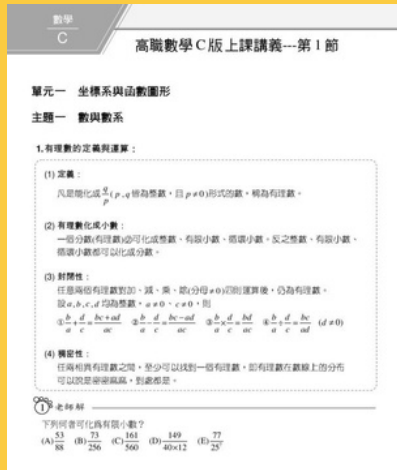 數學
C
高職數學C版上課講義---第1節
單元一 坐標系與函數圖形
主題一 數與數系
1.有理數的定義與運算:
(1) 定義:
凡是能化成 q/p (p,q皆為整數,且p≠0)形式的數,稱為有理數。
(2) 有理數化成小數:
一個分數(有理數)必可化成整數、有限小數、循環小數,反之整數、有限小數、
循環小數都可以化成分數。
(3) 封閉性:
任意兩個有理數對加、減、乘、除(分母≠0)四則運算後,仍為有理數。
設a,b,c,d均為整數,a≠0,c≠0,則
①b/a+d/c=(bc+ad)/ac ②b/a-d/c=(bc-ad)/ac ③b/a×d/c=bd/ac ④b/a÷d/c=bc/ad (d≠0)
(4) 稠密性:
任兩相異有理數之間,至少可以找到一個有理數,即有理數在數線上的分布
可以說是密密麻麻,到處都是。
1 老師解
下列何者可化為有限小數?
(A)53/88 (B)73/256 (C)161/560 (D)149/(40×12) (E)77/25⁷